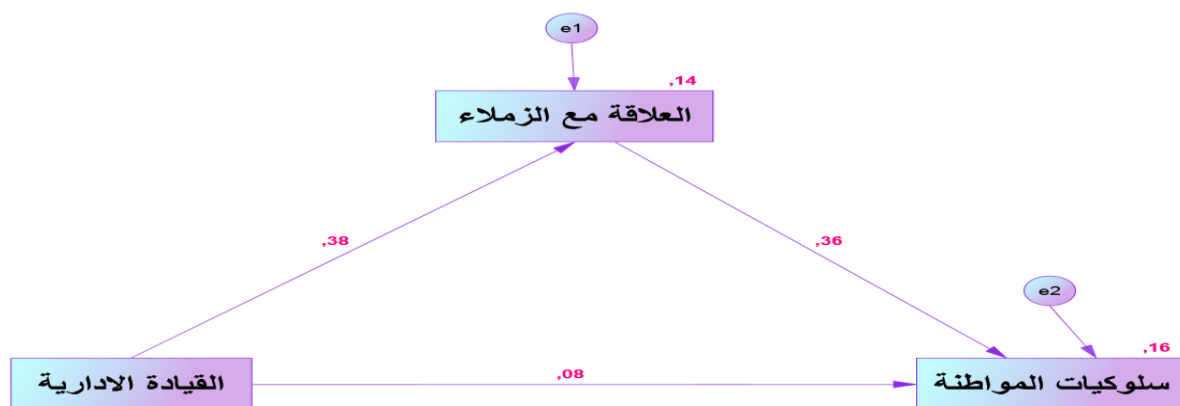 e1
,14
العلاقة مع الزملاء
,38
,36
e2
,16
القيادة الادارية
,08
سلوكيات المواطنة